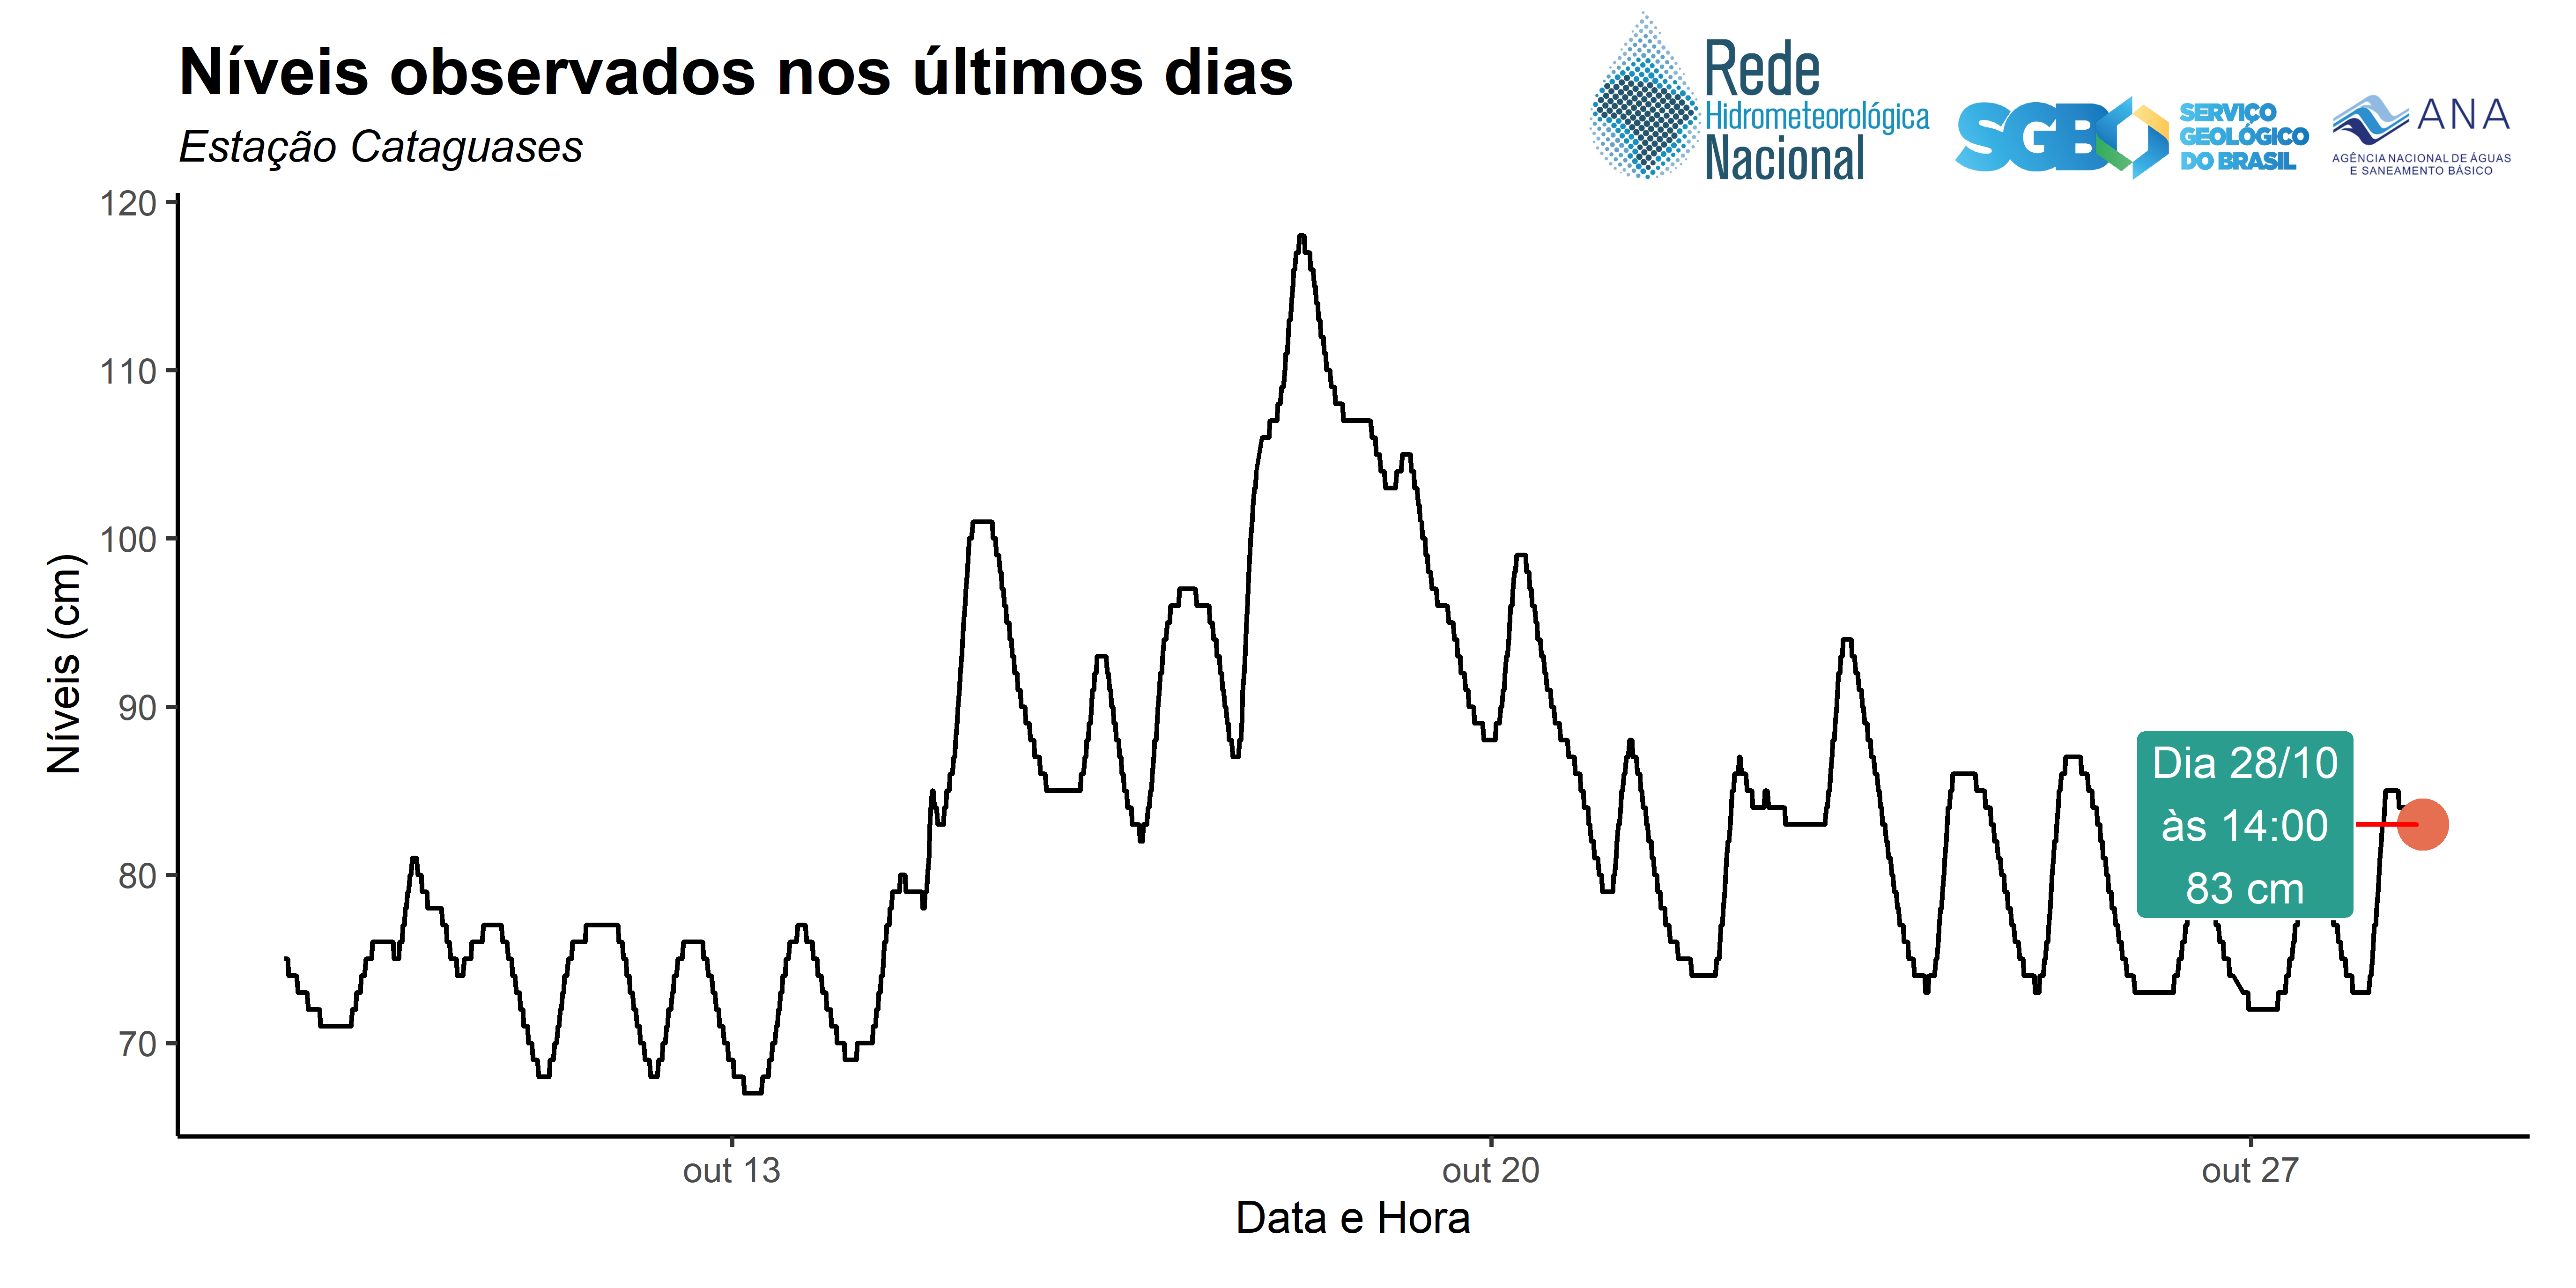 Níveis observados nos últimos dias
Estação Cataguases
Rede
Hidrometeorológica
Nacional
SGB
SERVIÇO
GEOLÓGICO
DO BRASIL
ANA
AGÊNCIA NACIONAL DE ÁGUAS
E SANEAMENTO BÁSICO
120
110
100
90
80
70
Níveis (cm)
Dia 28/10
às 14:00
83 cm
out 13
out 20
out 27
Data e Hora